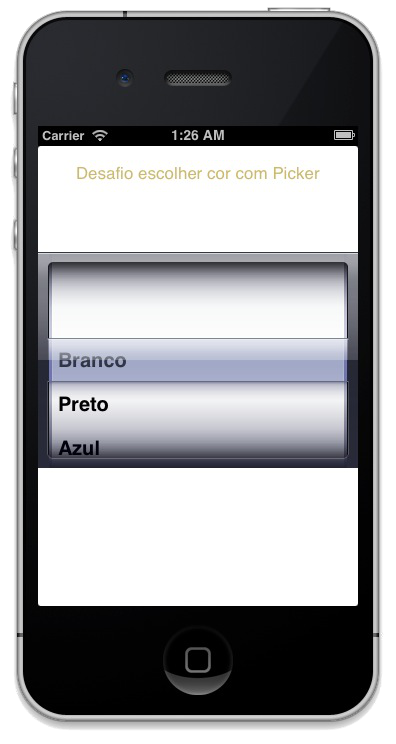 Carrier 1:26 AM
Desafio escolher cor com Picker
Branco
Preto
Azul